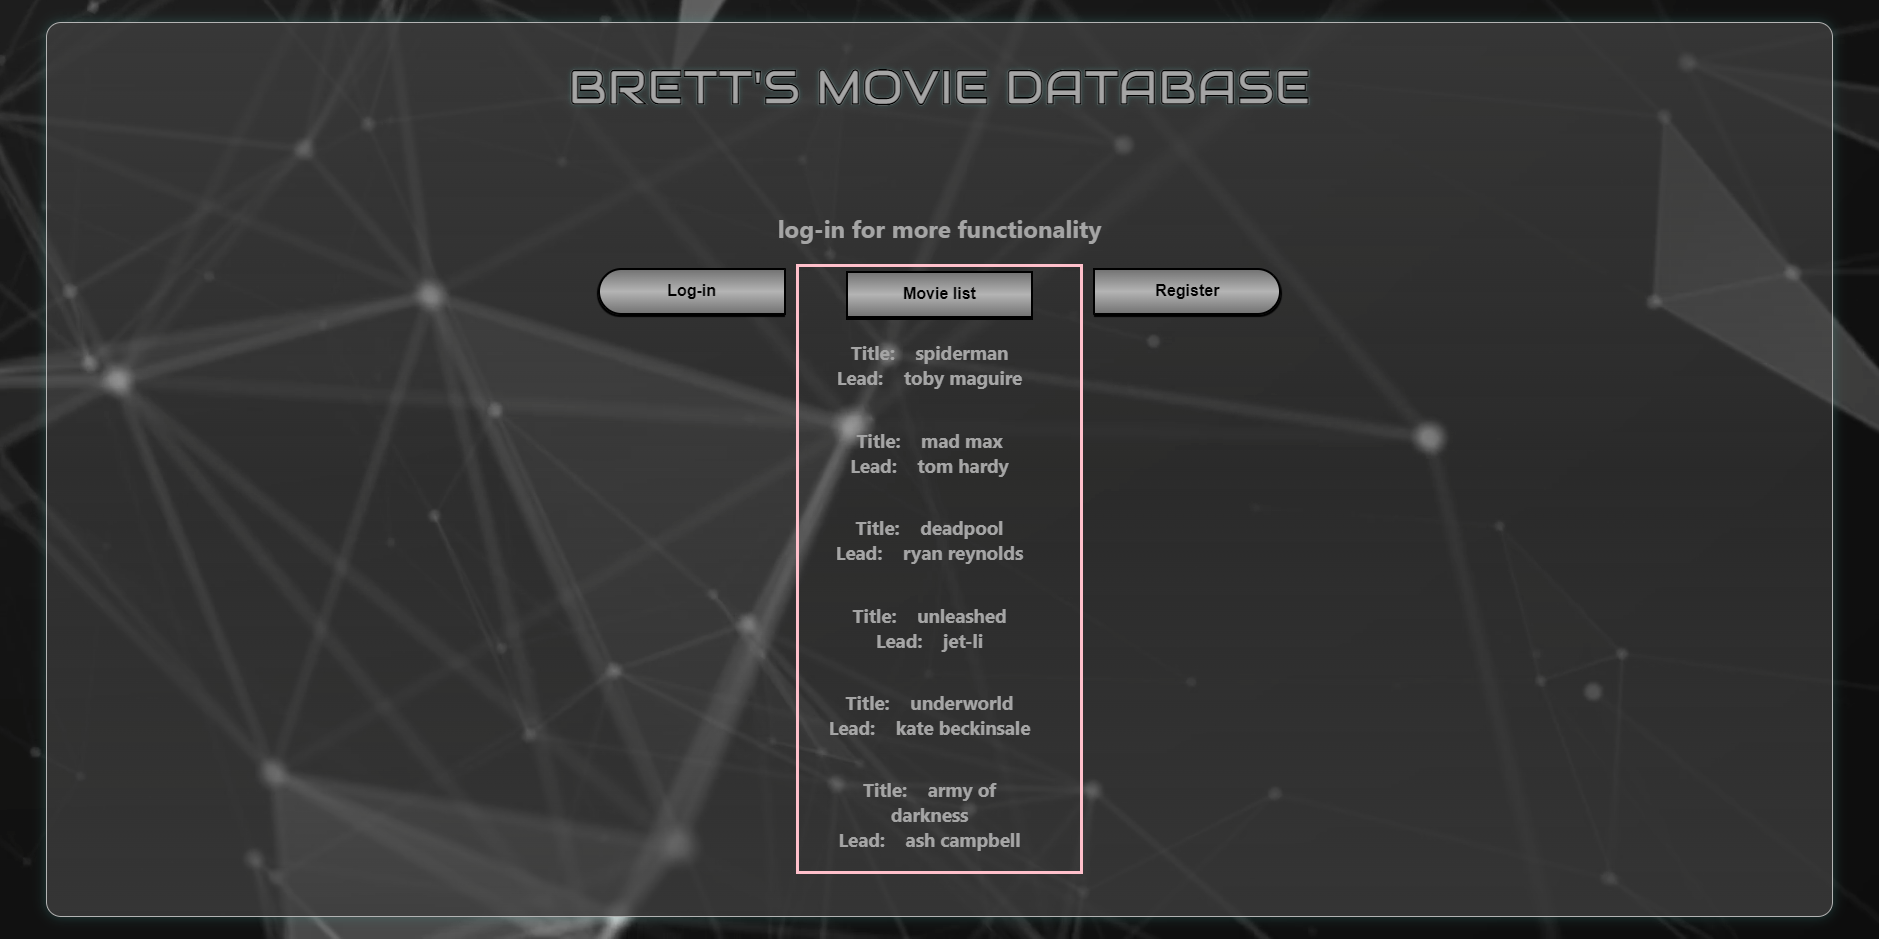 BRETT'S MOVIE DATABASE
log-in for more functionality
Log-in
Movie list
Register
Title: spiderman
Lead: toby maguire
Title: mad max
Lead: tom hardy
Title: deadpool
Lead: ryan reynolds
Title: unleashed
Lead: jet-li
Title: underworld
Lead: kate beckinsale
Title: army of
darkness
Lead: ash campbell